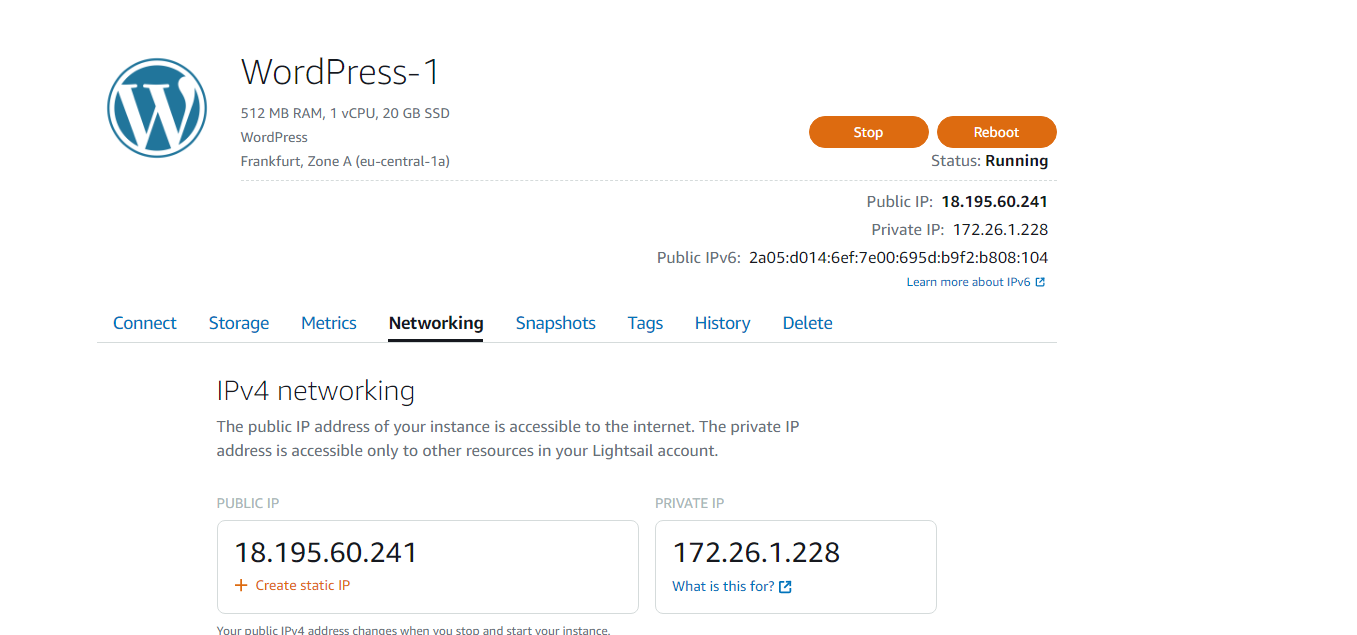 WordPress-1
512 MB RAM, 1 vCPU, 20 GB SSD
WordPress
Frankfurt, Zone A (eu-central-1a)
Stop
Reboot
Status: Running
Public IP: 18.195.60.241
Private IP: 172.26.1.228
Public IPv6: 2a05:d014:6ef:7e00:695d:b9f2:b808:104
Learn more about IPv6
Connect Storage Metrics Networking Snapshots Tags History Delete
IPv4 networking
The public IP address of your instance is accessible to the internet. The private IP
address is accessible only to other resources in your Lightsail account.
PUBLIC IP
18.195.60.241
+ Create static IP
PRIVATE IP
172.26.1.228
What is this for?
Your public IPv4 address changes when you stop and start your instance.